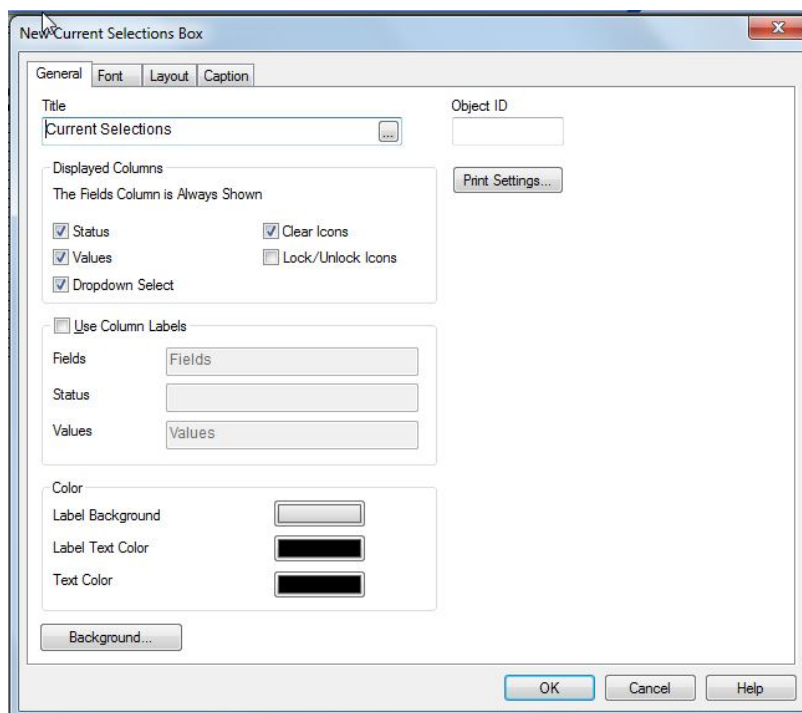 New Current Selections Box
General Font Layout Caption
Title
Object ID
Current Selections ...
Print Settings...
Displayed Columns
The Fields Column is Always Shown
Status
Clear Icons
Values
Lock/Unlock Icons
Dropdown Select
Use Column Labels
Fields Fields
Status
Values Values
Color
Label Background
Label Text Color
Text Color
Background...
OK Cancel Help